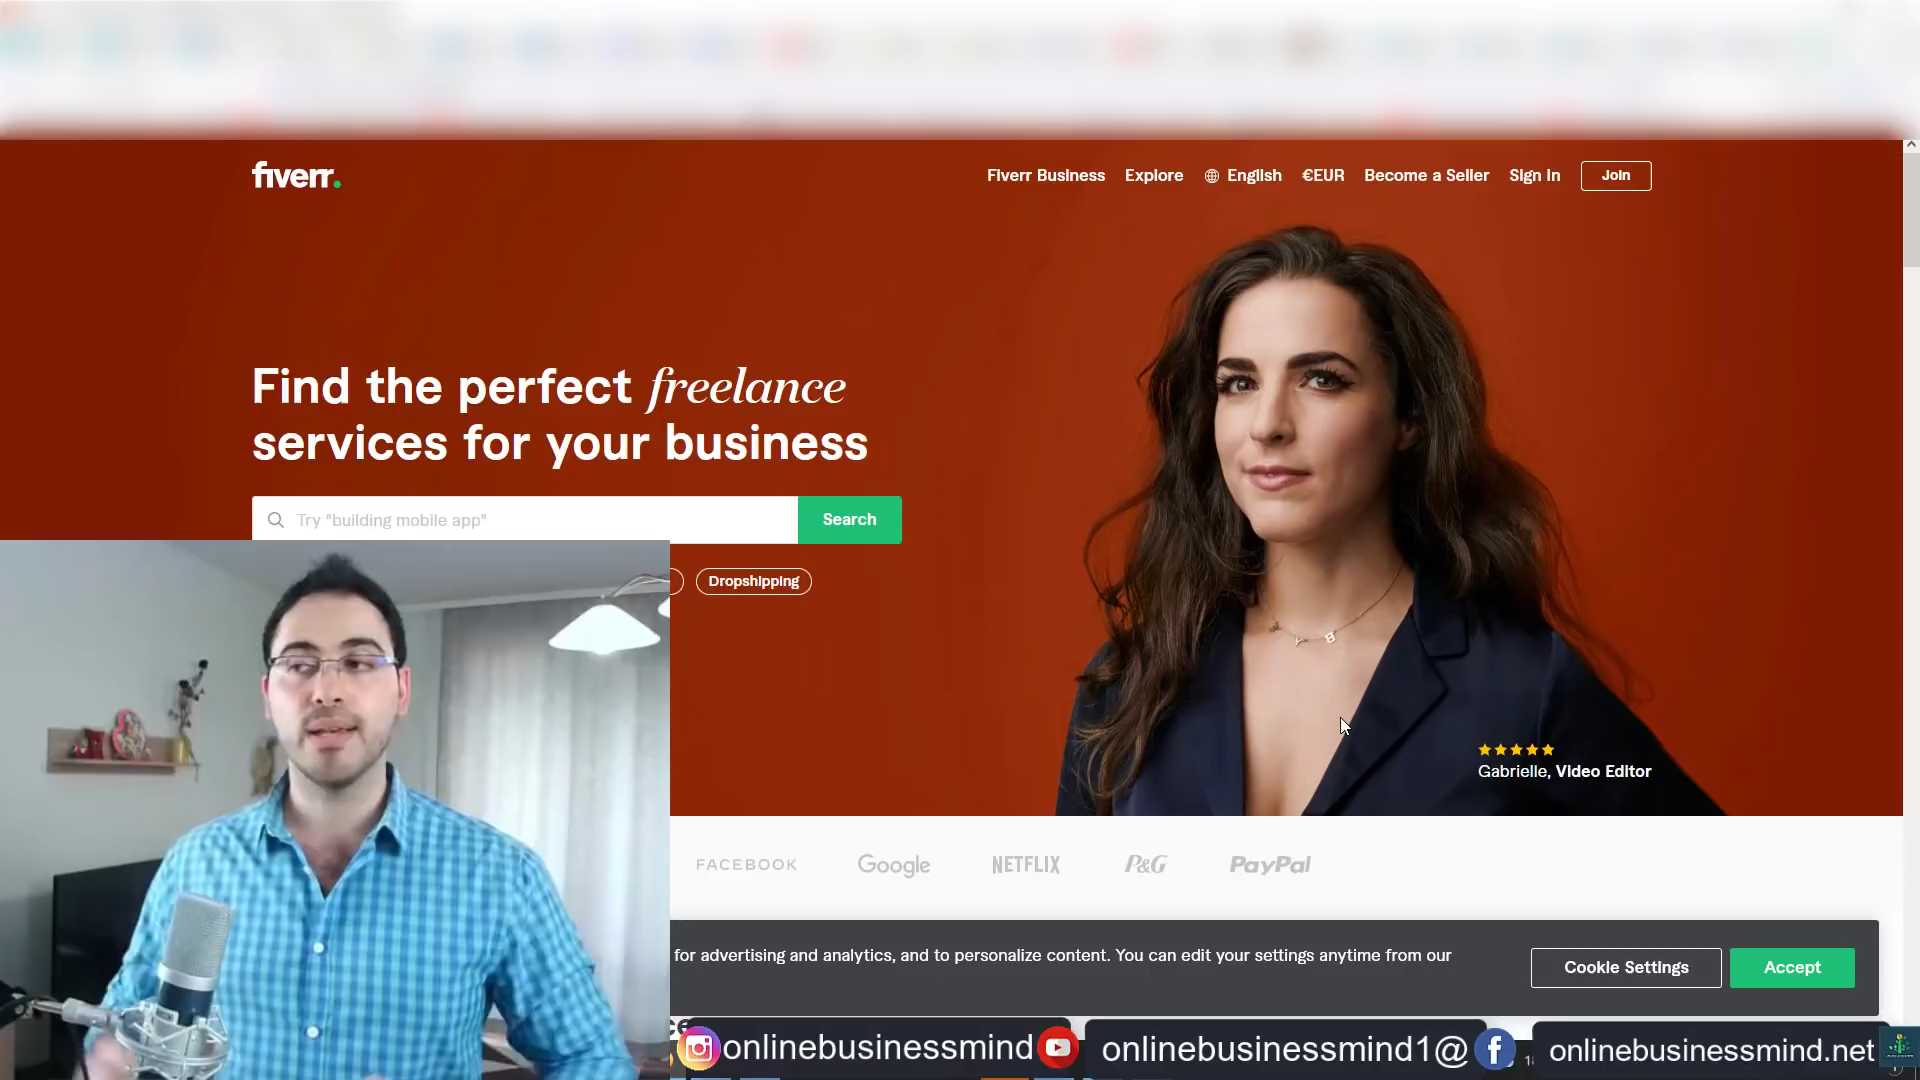 fiverr.
Fiverr Business Explore English €EUR Become a Seller Sign In Join
Find the perfect freelance
services for your business
Try "building mobile app" Search
Dropshipping
Gabrielle, Video Editor
FACEBOOK Google NETFLIX P&G PayPal
for advertising and analytics, and to personalize content. You can edit your settings anytime from our
Cookie Settings Accept
onlinebusinessmind onlinebusinessmind1@ onlinebusinessmind.net